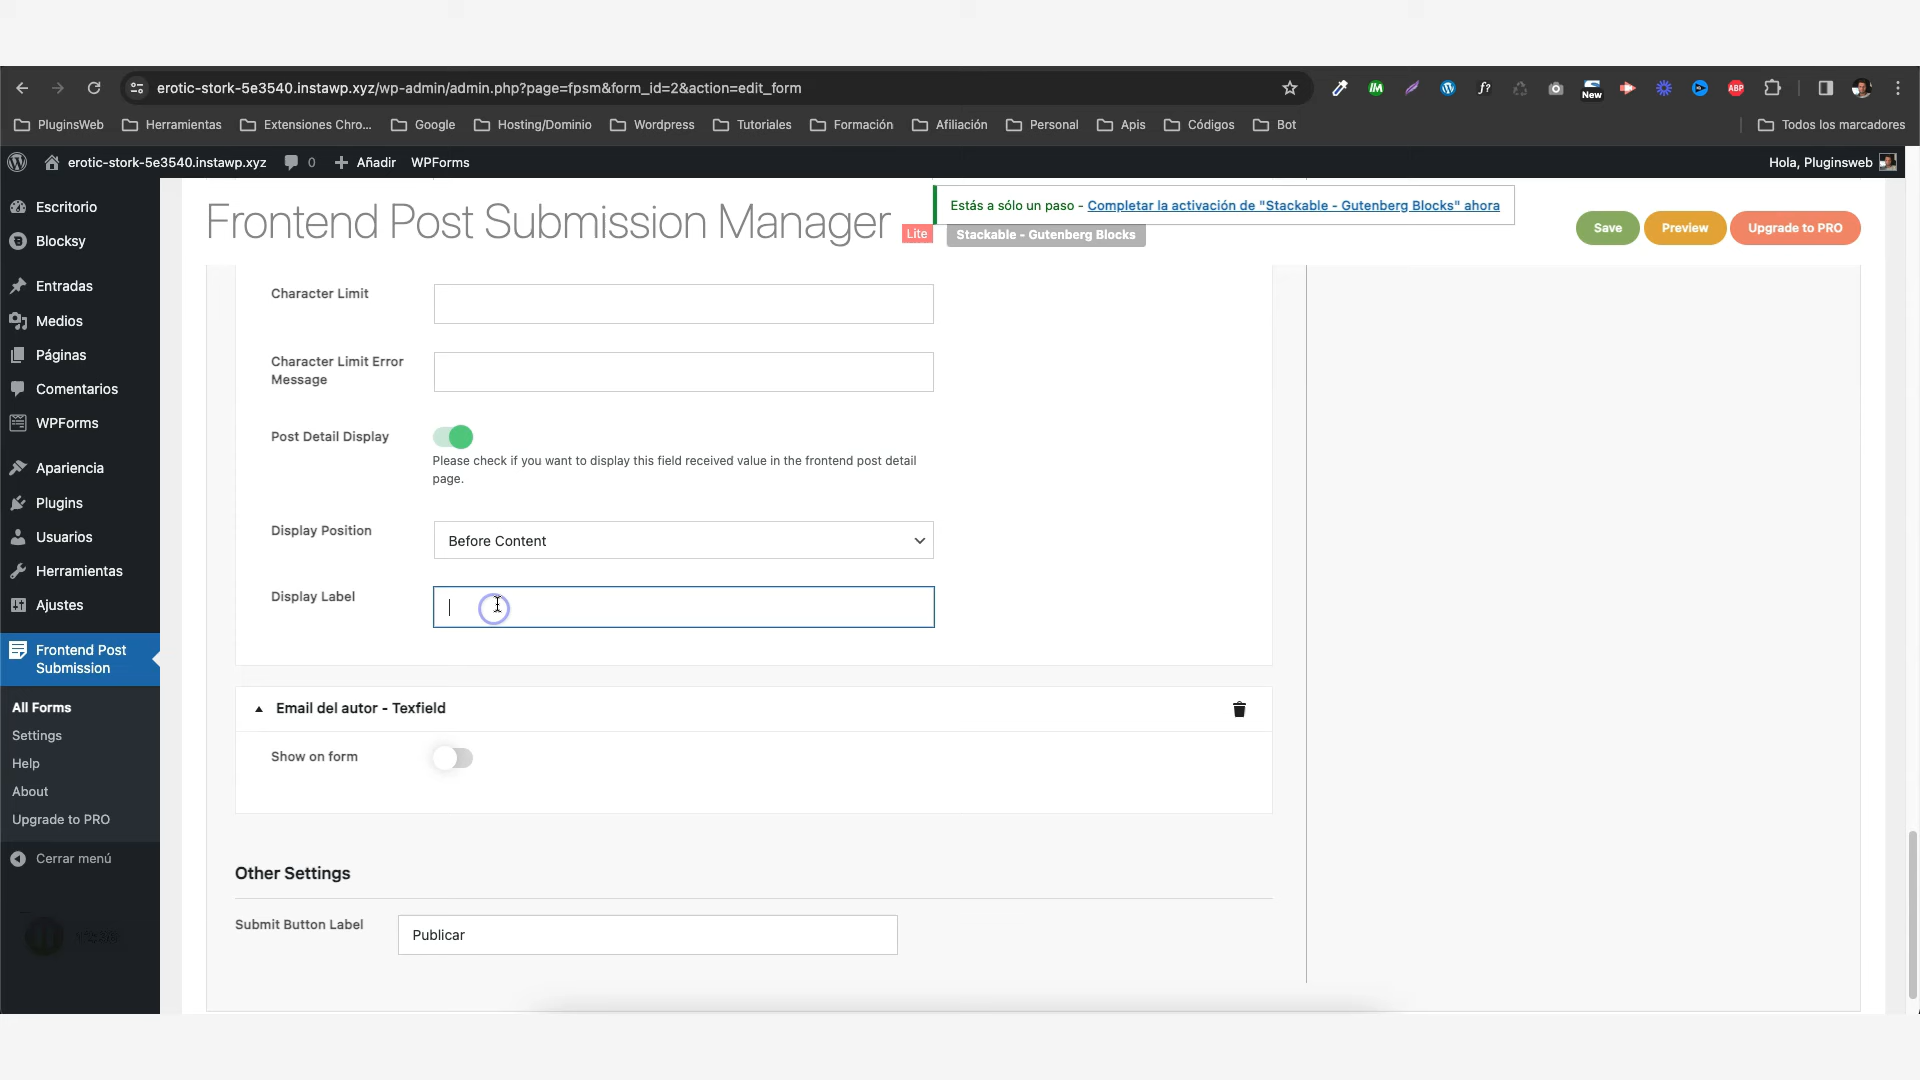 erotic-stork-5e3540.instawp.xyz/wp-admin/admin.php?page=fpsm&form_id=2&action=edit_form
New
ABP
PluginsWeb
Herramientas
Extensiones Chro...
Google
Hosting/Dominio
Wordpress
Tutoriales
Formación
Afiliación
Personal
Apis
Códigos
Bot
Todos los marcadores
erotic-stork-5e3540.instawp.xyz
0
Añadir
WPForms
Hola, Pluginsweb
Escritorio
Blocksy
Entradas
Medios
Páginas
Comentarios
WPForms
Apariencia
Plugins
Usuarios
Herramientas
Ajustes
Frontend Post
Submission
All Forms
Settings
Help
About
Upgrade to PRO
Cerrar menú
Frontend Post Submission Manager
Lite
Estás a sólo un paso - Completar la activación de "Stackable - Gutenberg Blocks" ahora
Stackable - Gutenberg Blocks
Save
Preview
Upgrade to PRO
Character Limit
Character Limit Error
Message
Post Detail Display
Please check if you want to display this field received value in the frontend post detail
page.
Display Position
Before Content
Display Label
Email del autor - Texfield
Show on form
Other Settings
Submit Button Label
Publicar